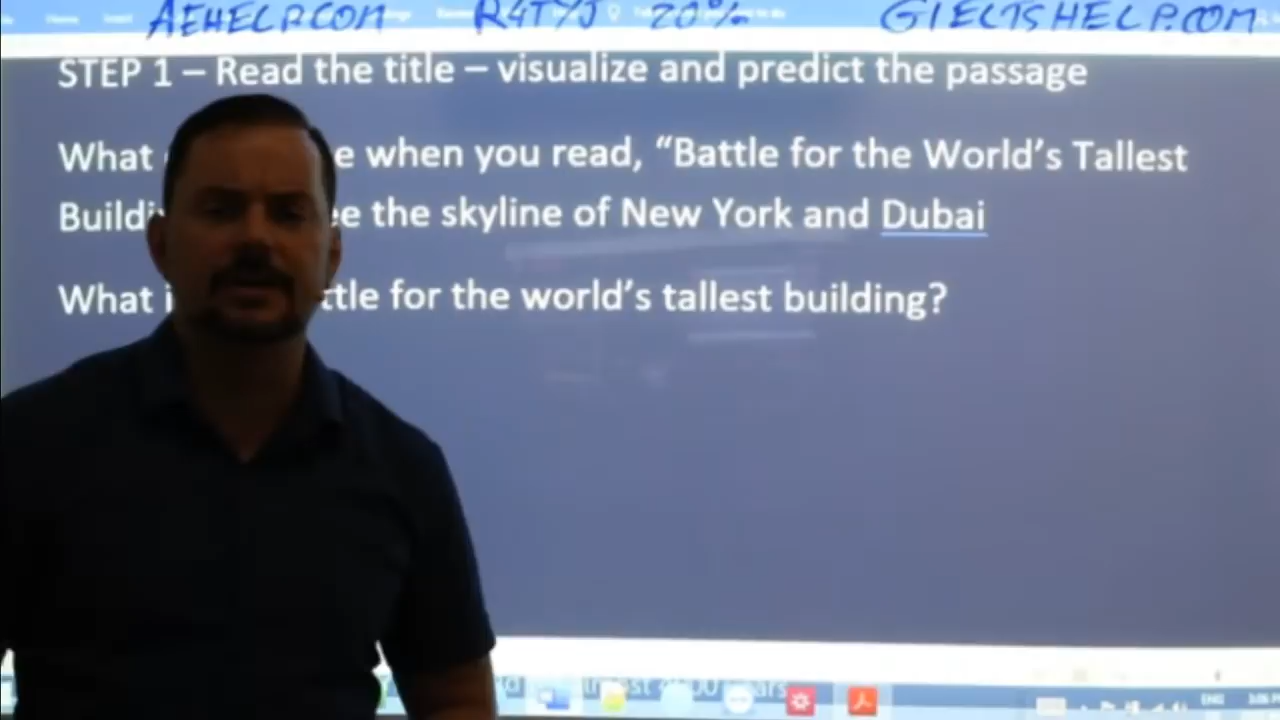 AEHELP.COM R4TYJ 20% GIELTSHELP.COM
STEP 1 – Read the title – visualize and predict the passage
What e when you read, “Battle for the World’s Tallest
Buildi ee the skyline of New York and Dubai
What i ttle for the world’s tallest building?
ENG